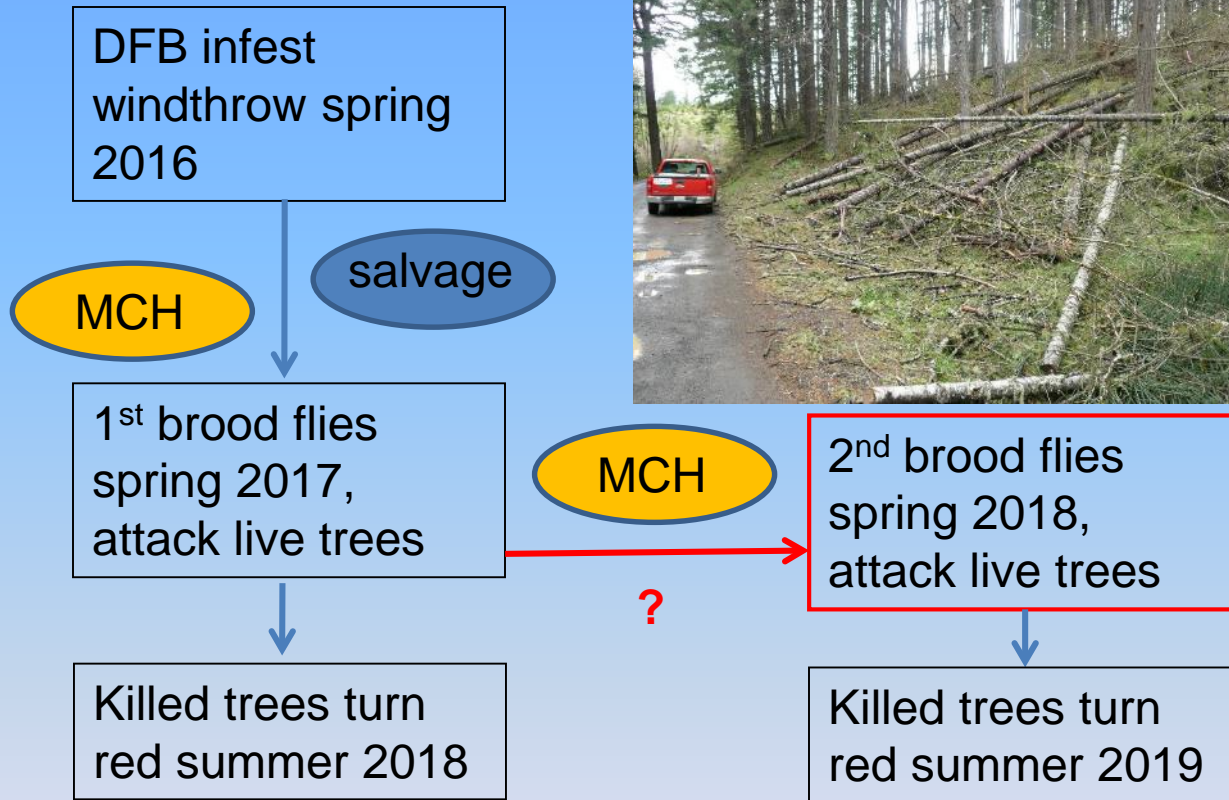 DFB infest
windthrow spring
2016
salvage
MCH
1st brood flies
spring 2017,
attack live trees
MCH
?
2nd brood flies
spring 2018,
attack live trees
Killed trees turn
red summer 2018
Killed trees turn
red summer 2019